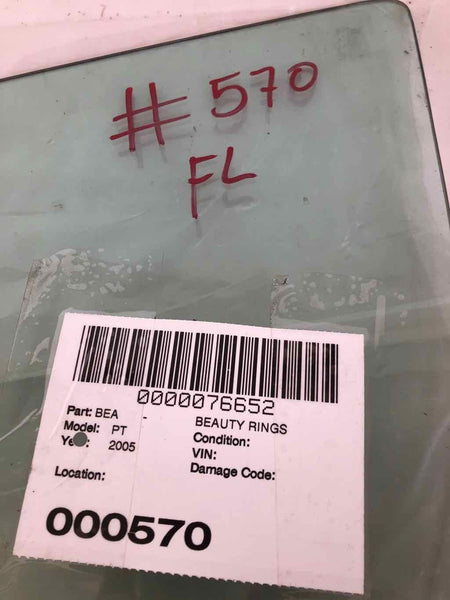 # 570
FL
0000076652
Part: BEA - BEAUTY RINGS
Model: PT Condition:
2005 VIN:
Location: Damage Code:
000570